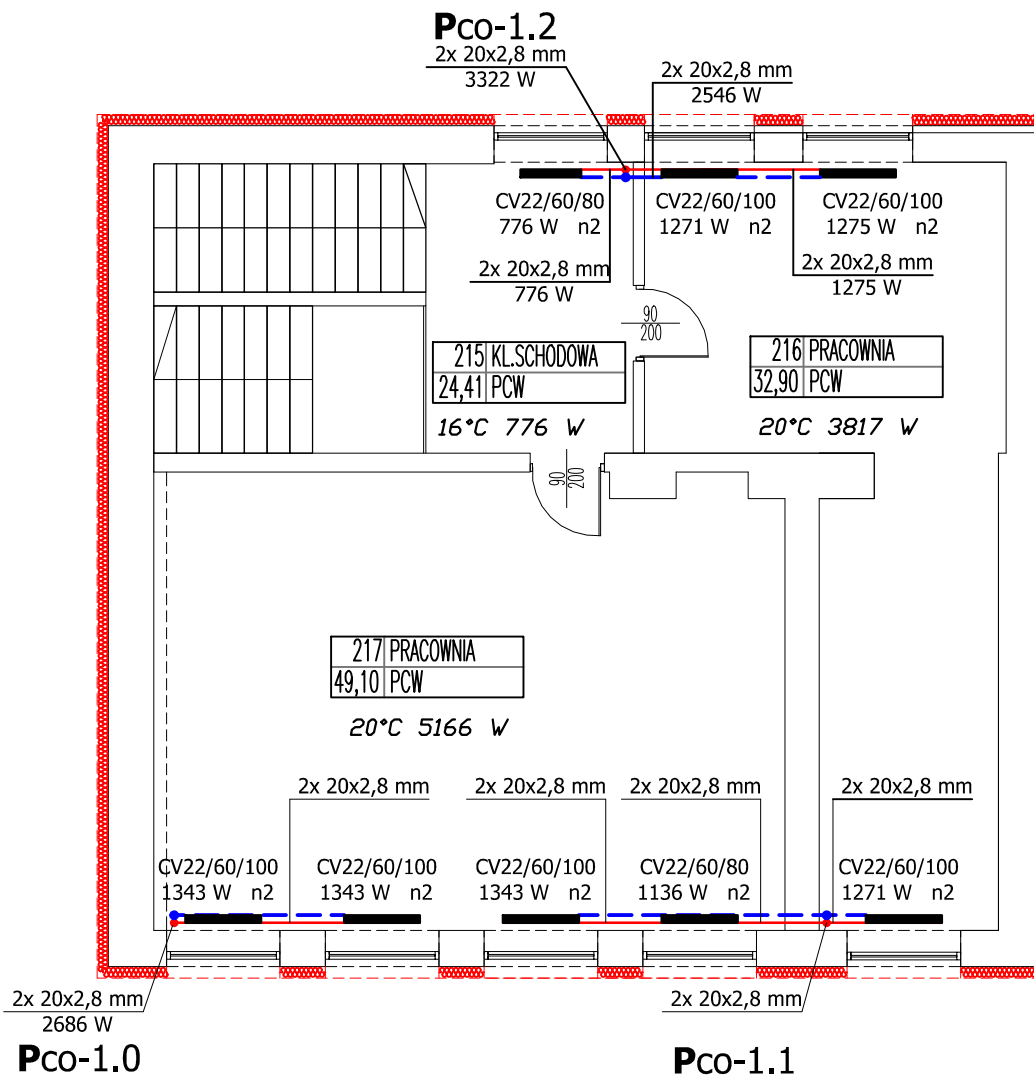 Pco-1.2
2x 20x2,8 mm
3322 W
2x 20x2,8 mm
2546 W
CV22/60/80
776 W n2
CV22/60/100
1271 W n2
CV22/60/100
1275 W n2
2x 20x2,8 mm
776 W
2x 20x2,8 mm
1275 W
90
200
215 KL.SCHODOWA
24,41 PCW
16°C 776 W
216 PRACOWNIA
32,90 PCW
20°C 3817 W
90
200
217 PRACOWNIA
49,10 PCW
20°C 5166 W
2x 20x2,8 mm
2x 20x2,8 mm
2x 20x2,8 mm
2x 20x2,8 mm
CV22/60/100
1343 W n2
CV22/60/100
1343 W n2
CV22/60/100
1343 W n2
CV22/60/80
1136 W n2
CV22/60/100
1271 W n2
2x 20x2,8 mm
2686 W
Pco-1.0
2x 20x2,8 mm
Pco-1.1